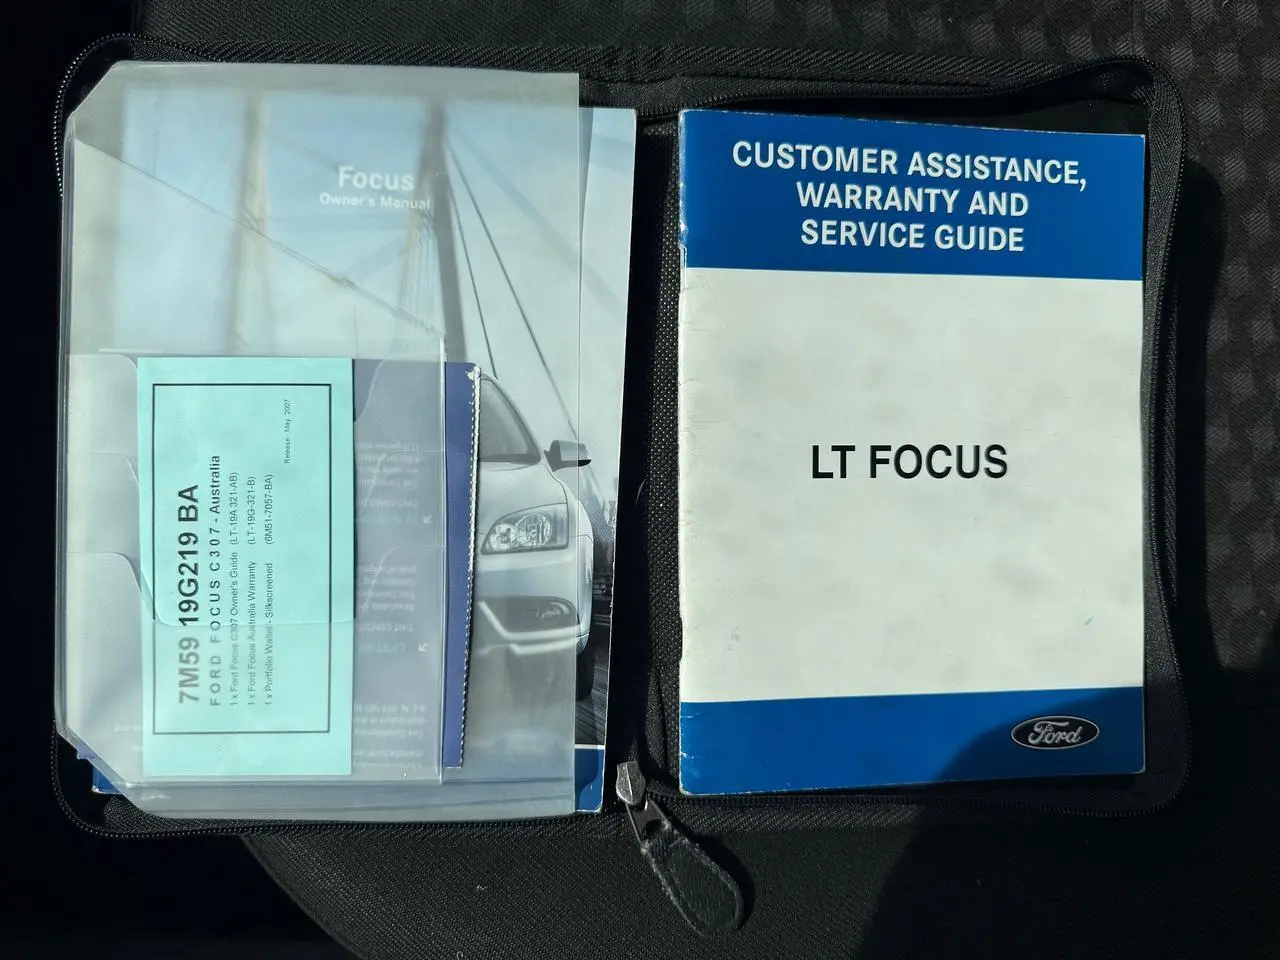 Focus
Owner's Manual
7M59 19G219 BA
FORD FOCUS C307 - Australia
1 x Ford Focus C307 Owner's Guide (LT-19A 321-AB)
1 x Ford Focus Australia Warranty (LT-19G-321-B)
1 x Portfolio Wallet - Silkscreened (6M51-7057-BA)
Release: May 2007
CUSTOMER ASSISTANCE,
WARRANTY AND
SERVICE GUIDE
LT FOCUS
Ford